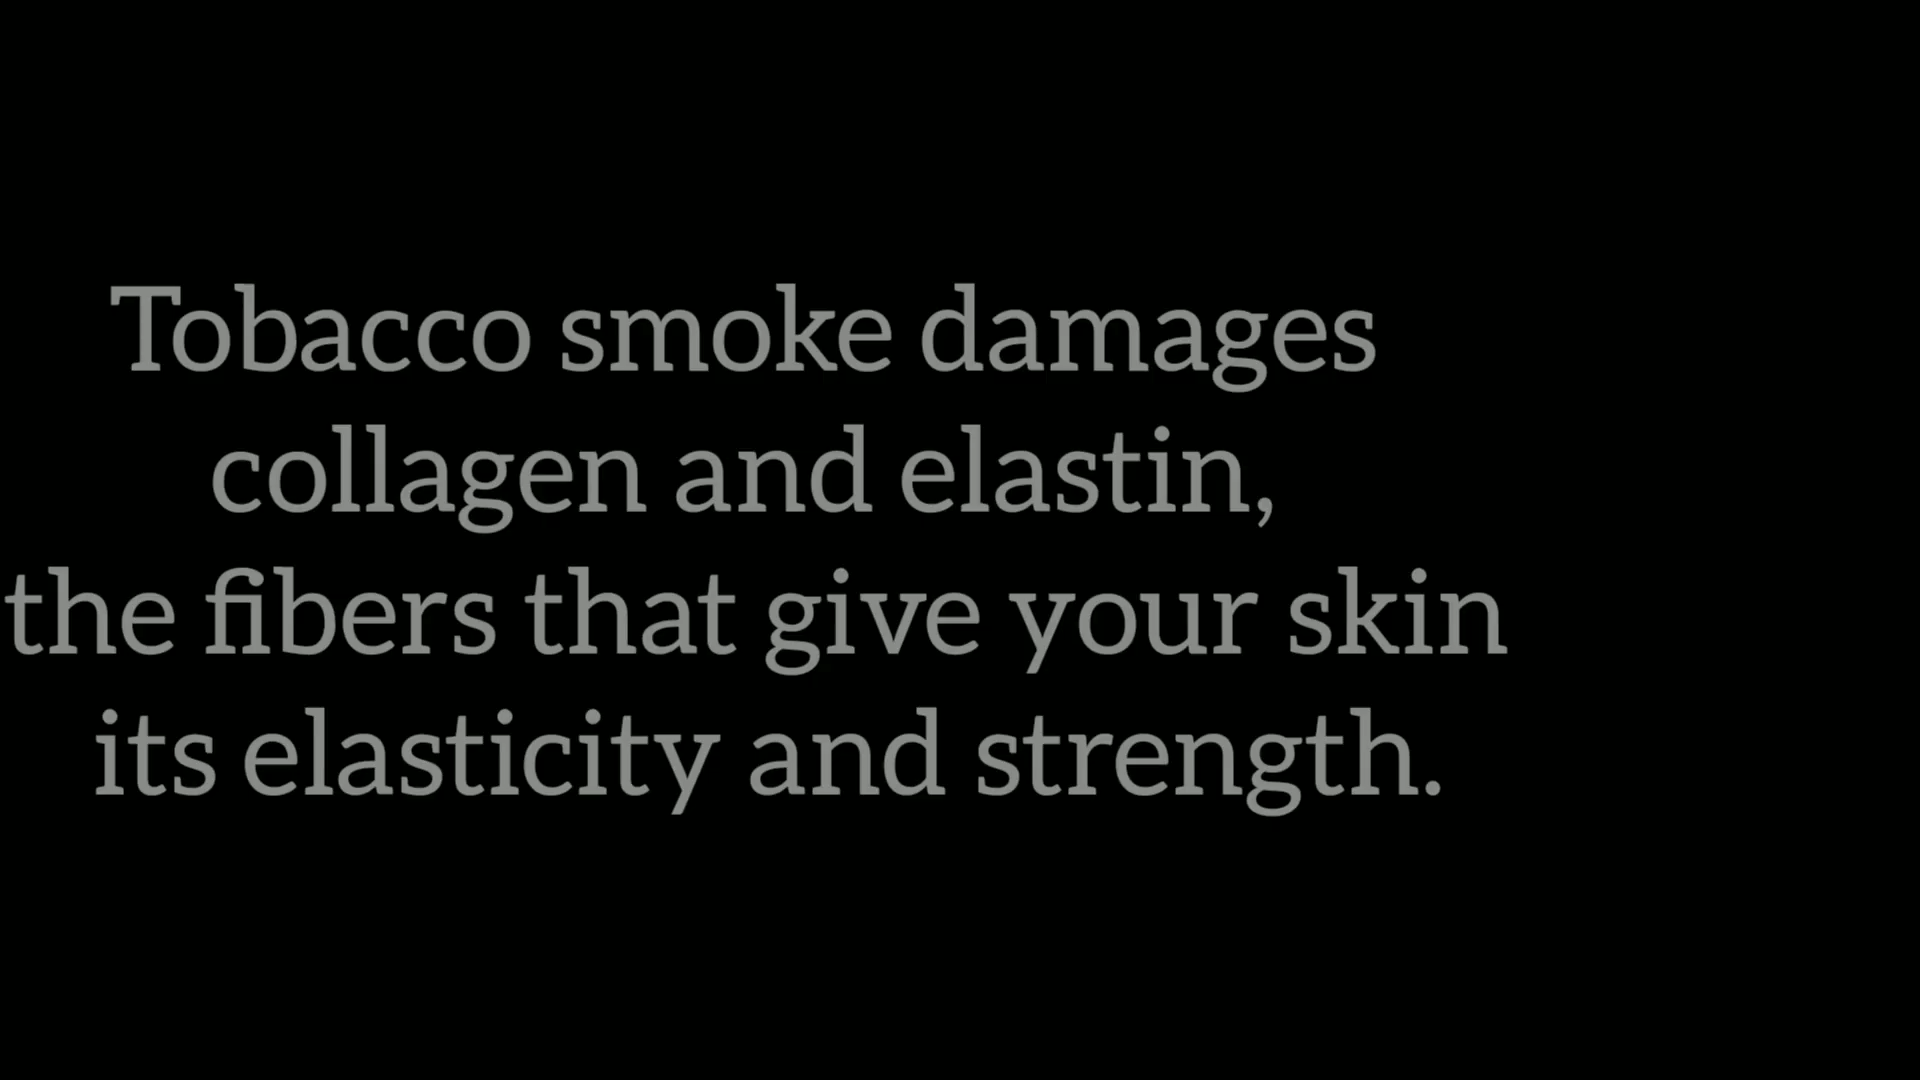 Tobacco smoke damages
collagen and elastin,
the fibers that give your skin
its elasticity and strength.